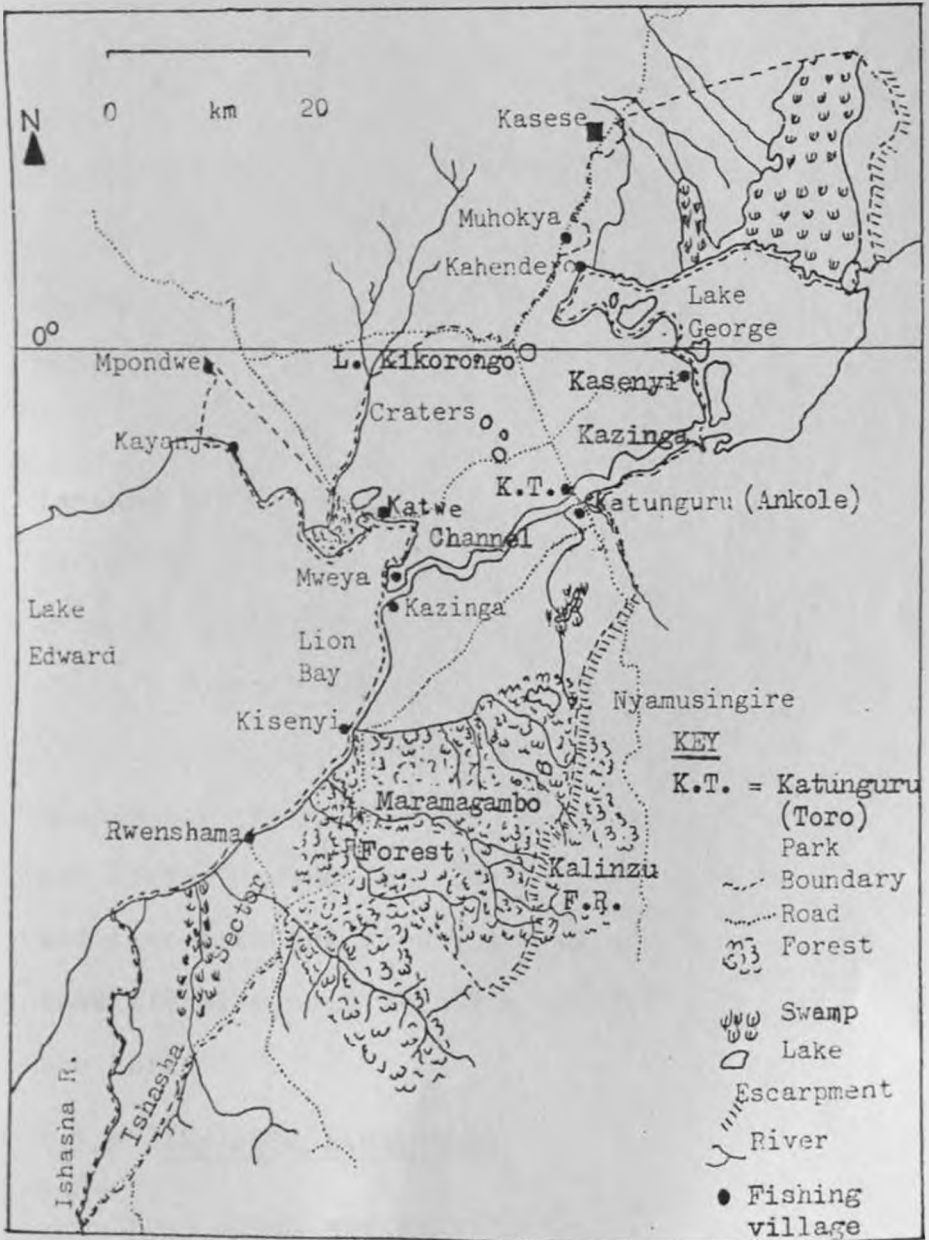 0 km 20
N
Kasese
Muhokya
Kahendero
Lake
George
0°
Mpondwe
L. Kikorongo
Kasenyi
Craters
Kazinga
Kayanja
K.T.
Katwe
Katunguru (Ankole)
Channel
Mweya
Kazinga
Lake
Edward
Lion
Bay
Nyamusingire
Kisenyi
KEY
K.T. = Katunguru
(Toro)
Maramagambo
Forest
Rwenshama
Kalinzu
F.R.
Park
Boundary
Road
Forest
Swamp
Lake
Escarpment
River
Fishing
village
Ishasha Sector
Ishasha R.